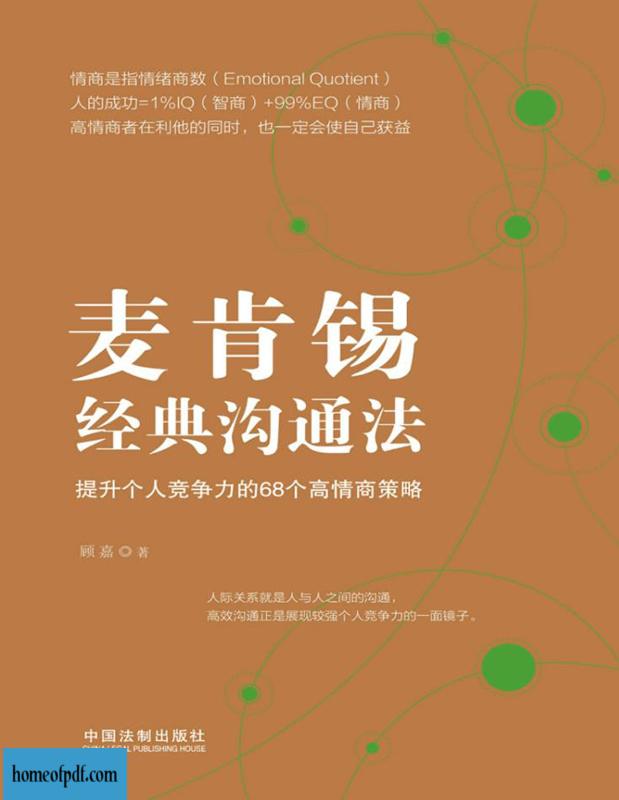 情商是指情绪商数（Emotional Quotient）
人的成功=1%IQ（智商）+99%EQ（情商）
高情商者在利他的同时，也一定会使自己获益
麦肯锡
经典沟通法
提升个人竞争力的68个高情商策略
顾嘉◎著
人际关系就是人与人之间的沟通，
高效沟通正是展现较强个人竞争力的一面镜子。
中国法制出版社
CHINA LEGAL PUBLISHING HOUSE
homeofpdf.com